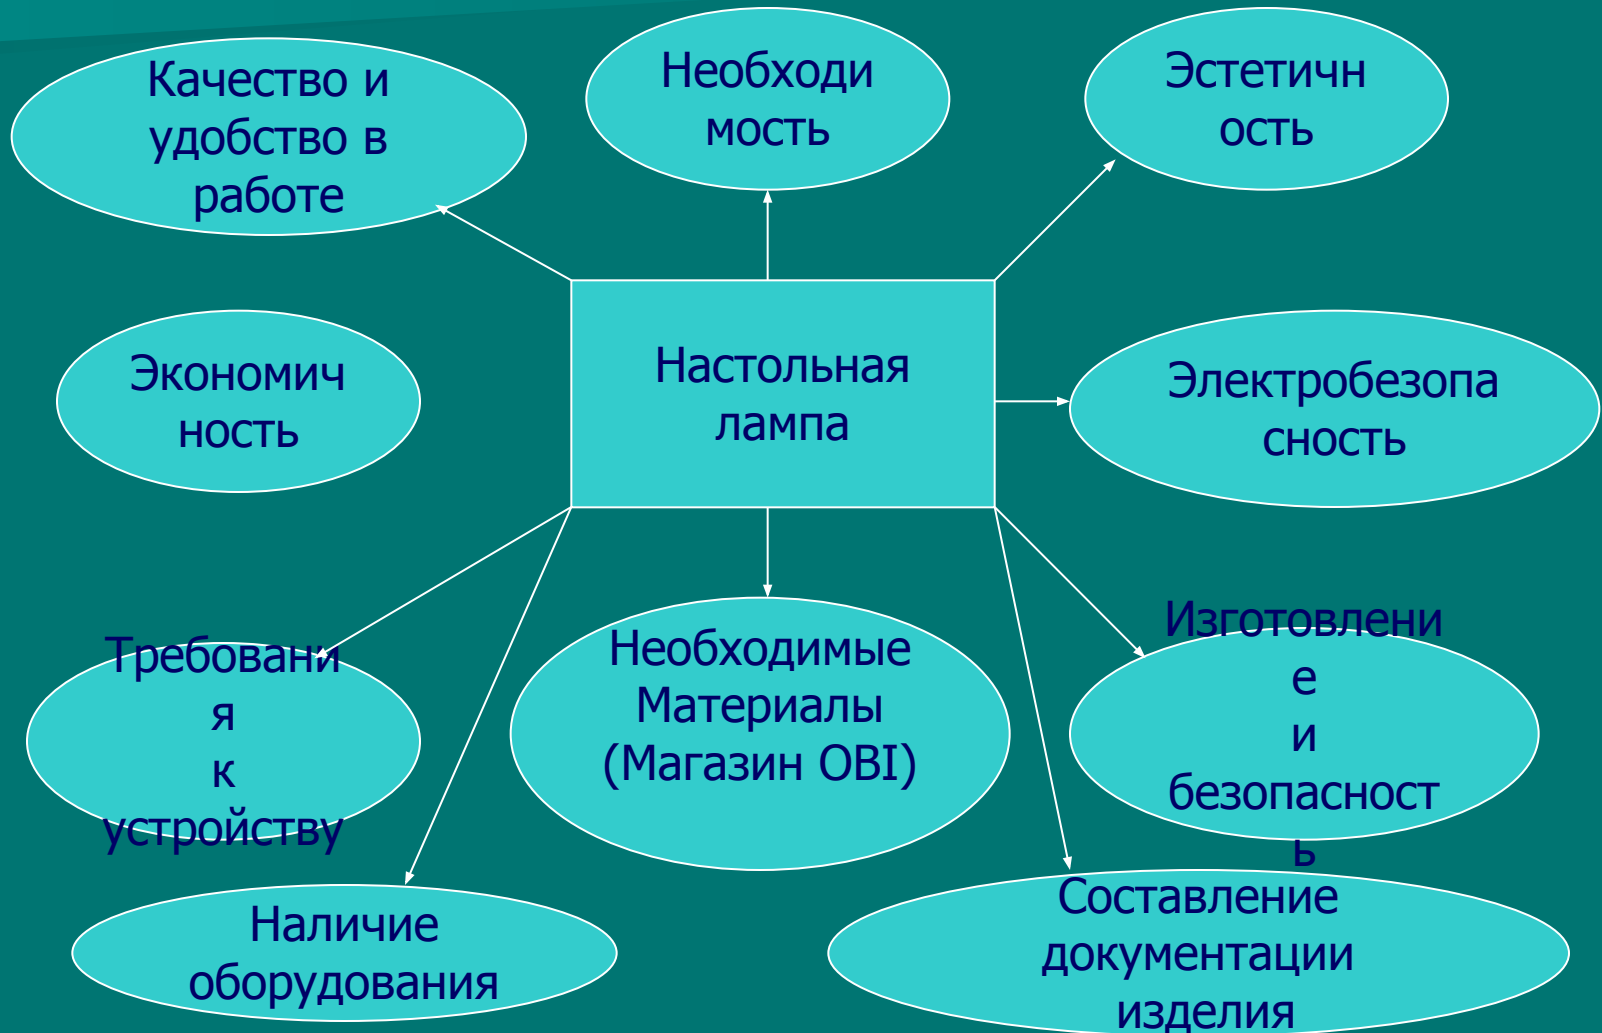 Качество и
удобство в
работе
Необходи
мость
Эстетичн
ость
Экономич
ность
Настольная
лампа
Электробезопа
сность
Требовани
я
к
устройству
Необходимые
Материалы
(Магазин OBI)
Изготовлени
е
и
безопасност
ь
Наличие
оборудования
Составление
документации
изделия